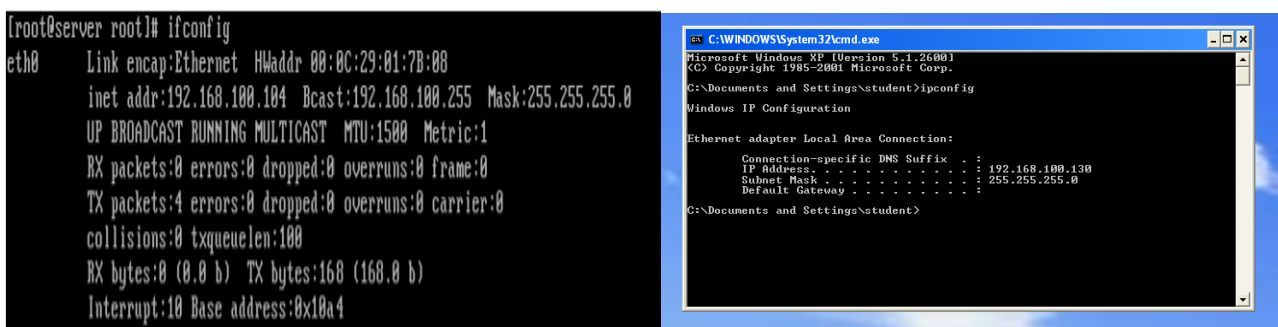 [root@server root]# ifconfig
eth0 Link encap:Ethernet HWaddr 00:0C:29:01:7B:08
inet addr:192.168.100.104 Bcast:192.168.100.255 Mask:255.255.255.0
UP BROADCAST RUNNING MULTICAST MTU:1500 Metric:1
RX packets:0 errors:0 dropped:0 overruns:0 frame:0
TX packets:4 errors:0 dropped:0 overruns:0 carrier:0
collisions:0 txqueuelen:100
RX bytes:0 (0.0 b) TX bytes:168 (168.0 b)
Interrupt:10 Base address:0x10a4
C:\WINDOWS\System32\cmd.exe
Microsoft Windows XP [Version 5.1.2600]
(C) Copyright 1985-2001 Microsoft Corp.
C:\Documents and Settings\student>ipconfig
Windows IP Configuration
Ethernet adapter Local Area Connection:
Connection-specific DNS Suffix . :
IP Address. . . . . . . . . . . . : 192.168.100.130
Subnet Mask . . . . . . . . . . . : 255.255.255.0
Default Gateway . . . . . . . . . :
C:\Documents and Settings\student>